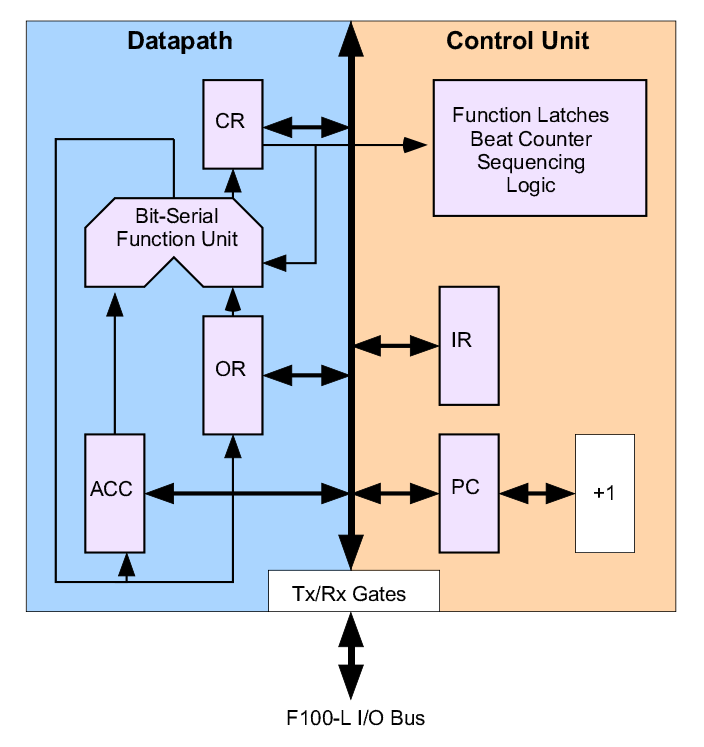 Datapath
Control Unit
CR
Function Latches
Beat Counter
Sequencing
Logic
Bit-Serial
Function Unit
IR
OR
ACC
PC
+1
Tx/Rx Gates
F100-L I/O Bus